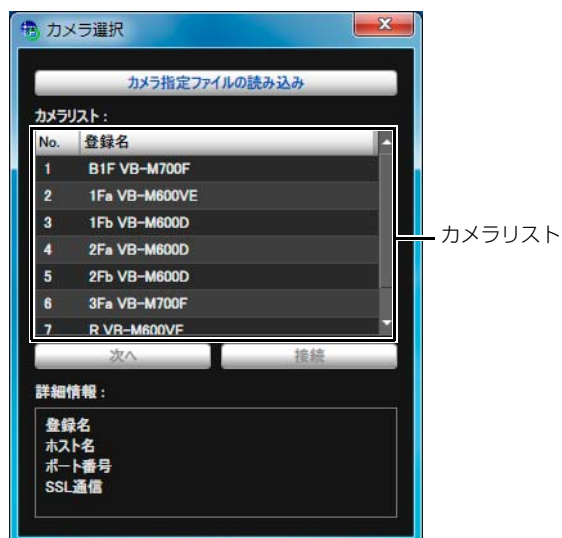 カメラ選択
カメラ指定ファイルの読み込み
カメラリスト：
No. 登録名
1 B1F VB-M700F
2 1Fa VB-M600VE
3 1Fb VB-M600D
4 2Fa VB-M600D
5 2Fb VB-M600D
6 3Fa VB-M700F
7 R VB-M600VE
カメラリスト
次へ 接続
詳細情報：
登録名
ホスト名
ポート番号
SSL通信